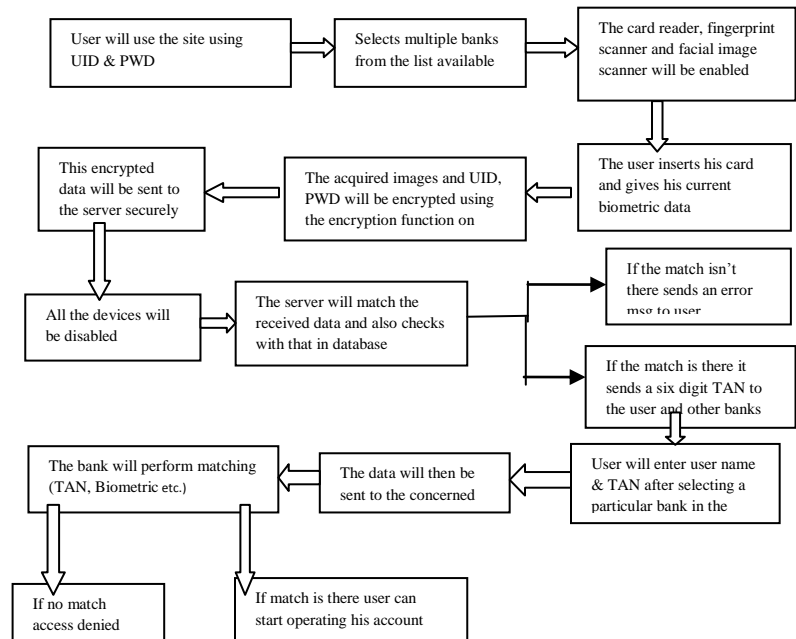 User will use the site using
UID & PWD
Selects multiple banks
from the list available
The card reader, fingerprint
scanner and facial image
scanner will be enabled
The user inserts his card
and gives his current
biometric data
The acquired images and UID,
PWD will be encrypted using
the encryption function on
This encrypted
data will be sent to
the server securely
All the devices will
be disabled
The server will match the
received data and also checks
with that in database
If the match isn’t
there sends an error
msg to user
If the match is there it
sends a six digit TAN to
the user and other banks
User will enter user name
& TAN after selecting a
particular bank in the
The data will then be
sent to the concerned
The bank will perform matching
(TAN, Biometric etc.)
If no match
access denied
If match is there user can
start operating his account